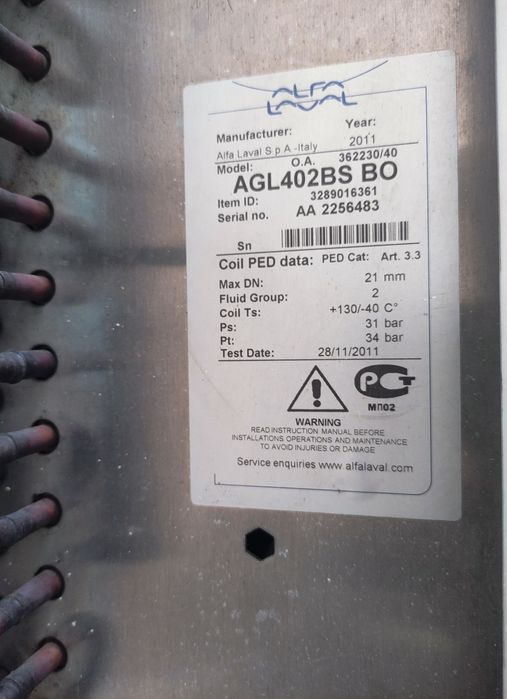 ALFA
LAVAL
Manufacturer: Year:
Alfa Laval S.p.A.-Italy 2011
Model: O.A. 362230/40
AGL402BS BO
Item ID: 3289016361
Serial no. AA 2256483
Sn
Coil PED data: PED Cat: Art. 3.3
Max DN: 21 mm
Fluid Group: 2
Coil Ts: +130/-40 C°
Ps: 31 bar
Pt: 34 bar
Test Date: 28/11/2011
PCT
МП02
WARNING
READ INSTRUCTION MANUAL BEFORE
INSTALLATIONS OPERATIONS AND MAINTENANCE
TO AVOID INJURIES OR DAMAGE
Service enquiries www.alfalaval.com